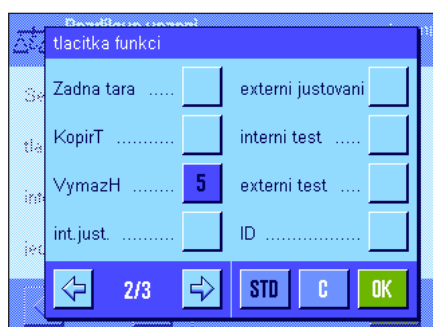 tlacitka funkci
Zadna tara .....
externi justovani
KopirT ...........
interni test .....
VymazH ........ 5
externi test ....
int.just. ..............
ID .................
2/3
STD
C
OK